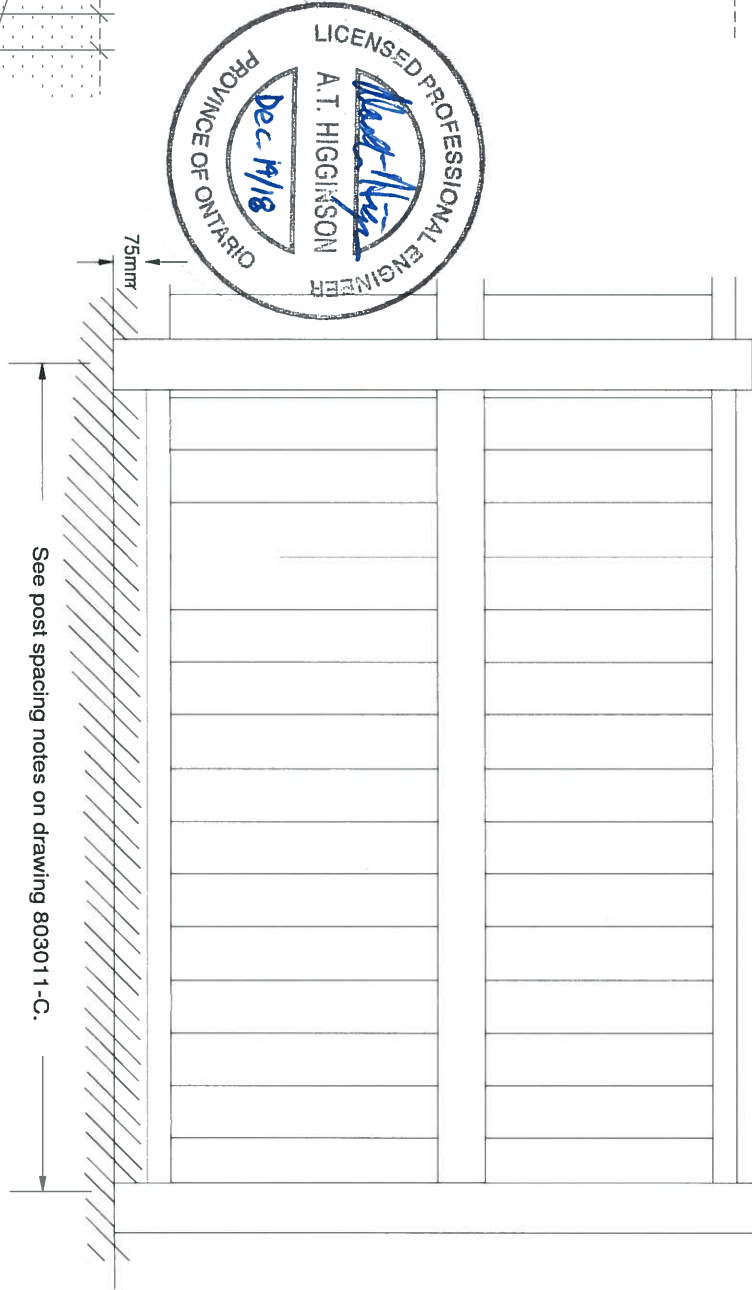 LICENSED PROFESSIONAL ENGINEER
A.T. HIGGINSON
Dec 19/18
PROVINCE OF ONTARIO
75mm
See post spacing notes on drawing 803011-C.